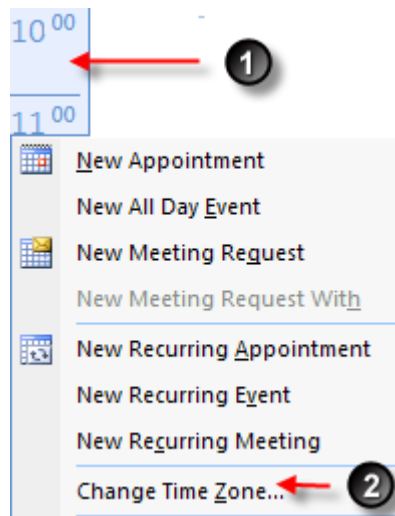 10 00
1
11 00
New Appointment
New All Day Event
New Meeting Request
New Meeting Request With
New Recurring Appointment
New Recurring Event
New Recurring Meeting
Change Time Zone... 2